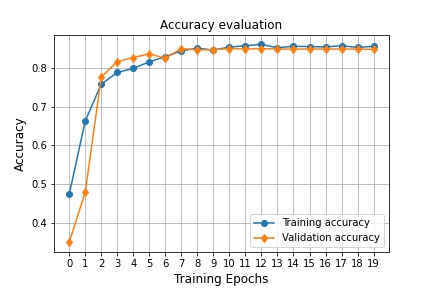 Accuracy evaluation
Accuracy
0.8
0.7
0.6
0.5
0.4
Training accuracy
Validation accuracy
0 1 2 3 4 5 6 7 8 9 10 11 12 13 14 15 16 17 18 19
Training Epochs